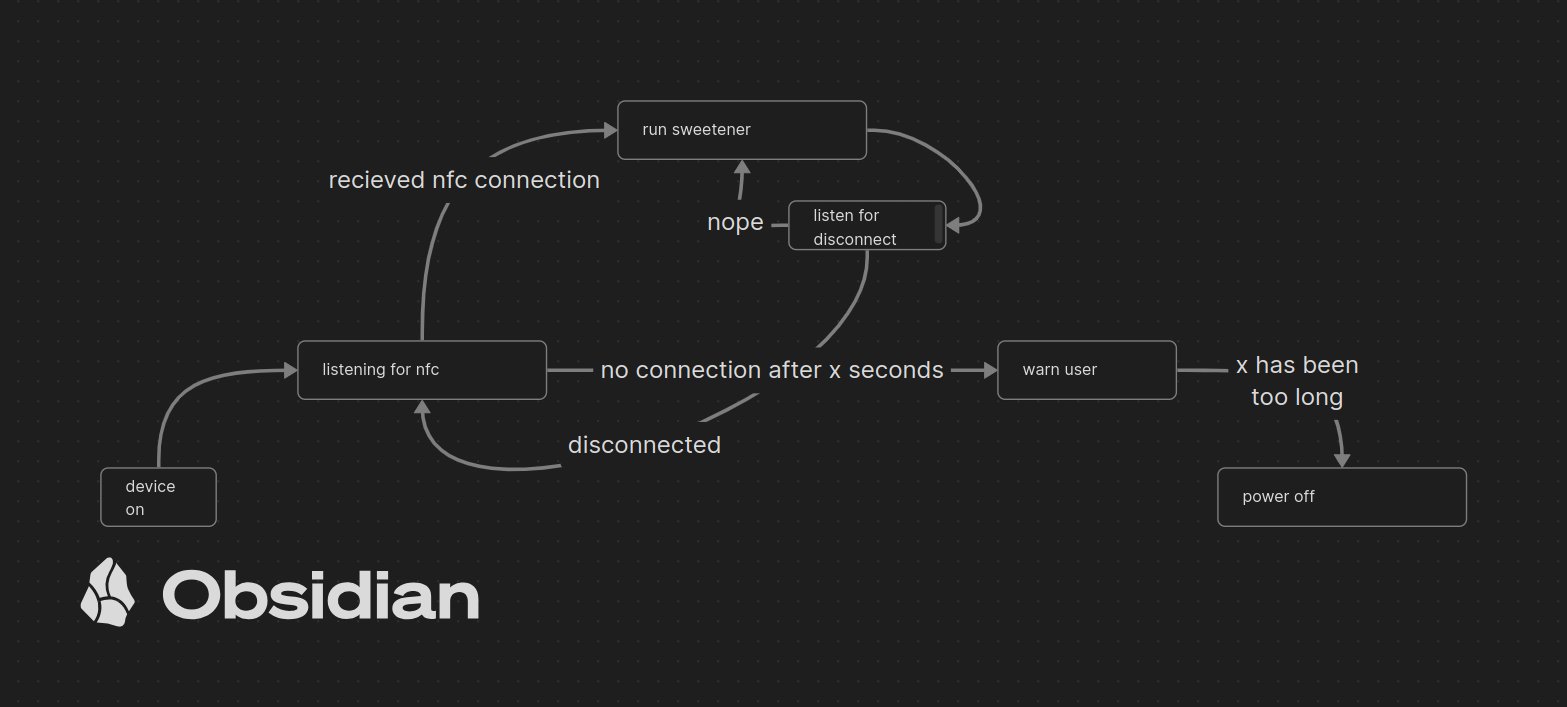 run sweetener
recieved nfc connection
nope
listen for
disconnect
listening for nfc
no connection after x seconds
warn user
x has been
too long
disconnected
device
on
power off
Obsidian